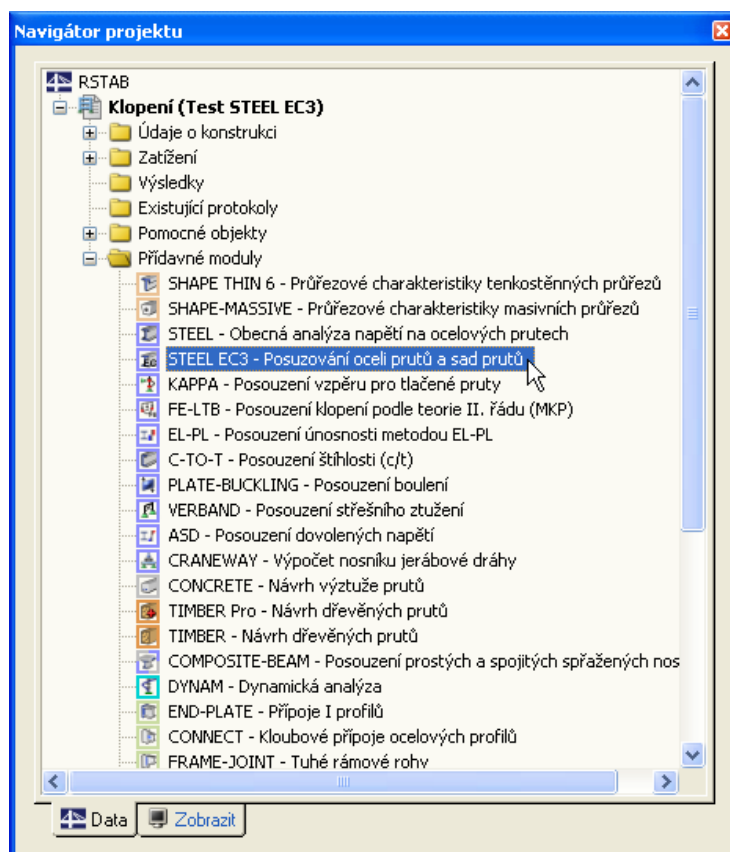 Navigátor projektu
RSTAB
Klopení (Test STEEL EC3)
Údaje o konstrukci
Zatížení
Výsledky
Existující protokoly
Pomocné objekty
Přídavné moduly
SHAPE THIN 6 - Průřezové charakteristiky tenkostěnných průřezů
SHAPE-MASSIVE - Průřezové charakteristiky masivních průřezů
STEEL - Obecná analýza napětí na ocelových prutech
STEEL EC3 - Posuzování oceli prutů a sad prutů
KAPPA - Posouzení vzpěru pro tlačené pruty
FE-LTB - Posouzení klopení podle teorie II. řádu (MKP)
EL-PL - Posouzení únosnosti metodou EL-PL
C-TO-T - Posouzení štíhlosti (c/t)
PLATE-BUCKLING - Posouzení boulení
VERBAND - Posouzení střešního ztužení
ASD - Posouzení dovolených napětí
CRANEWAY - Výpočet nosníku jerábové dráhy
CONCRETE - Návrh výztuže prutů
TIMBER Pro - Návrh dřevěných prutů
TIMBER - Návrh dřevěných prutů
COMPOSITE-BEAM - Posouzení prostých a spojitých spřažených nos
DYNAM - Dynamická analýza
END-PLATE - Přípoje I profilů
CONNECT - Kloubové přípoje ocelových profilů
FRAME-JOINT - Tuhé rámové rohy
Data
Zobrazit